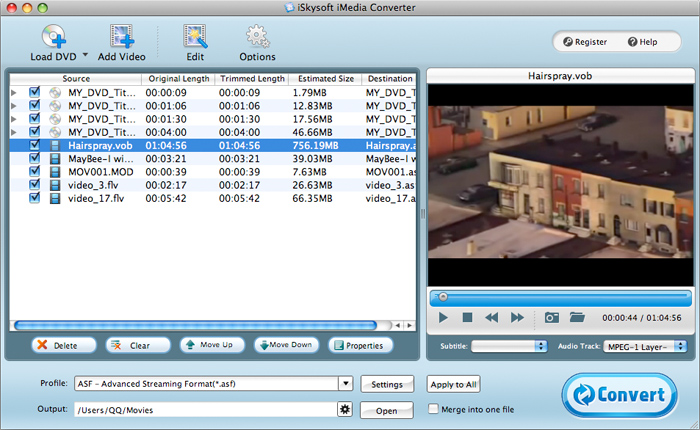 iSkysoft iMedia Converter
Load DVD Add Video Edit Options Register Help
Source Original Length Trimmed Length Estimated Size Destination
MY_DVD_Tit... 00:00:09 00:00:09 1.79MB MY_DVD_Tit
MY_DVD_Tit... 00:01:06 00:01:06 12.83MB MY_DVD_Tit
MY_DVD_Tit... 00:01:30 00:01:30 17.56MB MY_DVD_Tit
MY_DVD_Tit... 00:04:00 00:04:00 46.66MB MY_DVD_Tit
Hairspray.vob 01:04:56 01:04:56 756.19MB Hairspray.a
MayBee-I wi... 00:03:21 00:03:21 39.03MB MayBee-I w
MOV001.MOD 00:00:39 00:00:39 7.63MB MOV001.as
video_3.flv 00:02:17 00:02:17 26.63MB video_3.as
video_17.flv 00:05:42 00:05:42 66.35MB video_17.a
Hairspray.vob
00:00:44 / 01:04:56
Delete Clear Move Up Move Down Properties
Subtitle: Audio Track: MPEG-1 Layer-
Profile: ASF - Advanced Streaming Format(*.asf) Settings Apply to All
Output: /Users/QQ/Movies Open Merge into one file
Convert